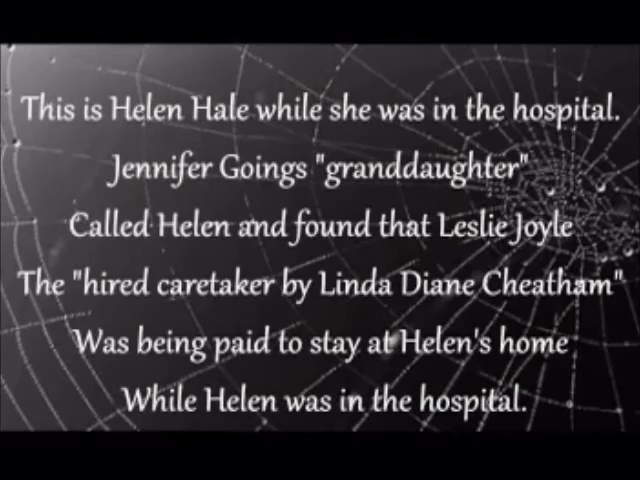 This is Helen Hale while she was in the hospital.
Jennifer Goings "granddaughter"
Called Helen and found that Leslie Joyle
The "hired caretaker by Linda Diane Cheatham"
Was being paid to stay at Helen's home
While Helen was in the hospital.